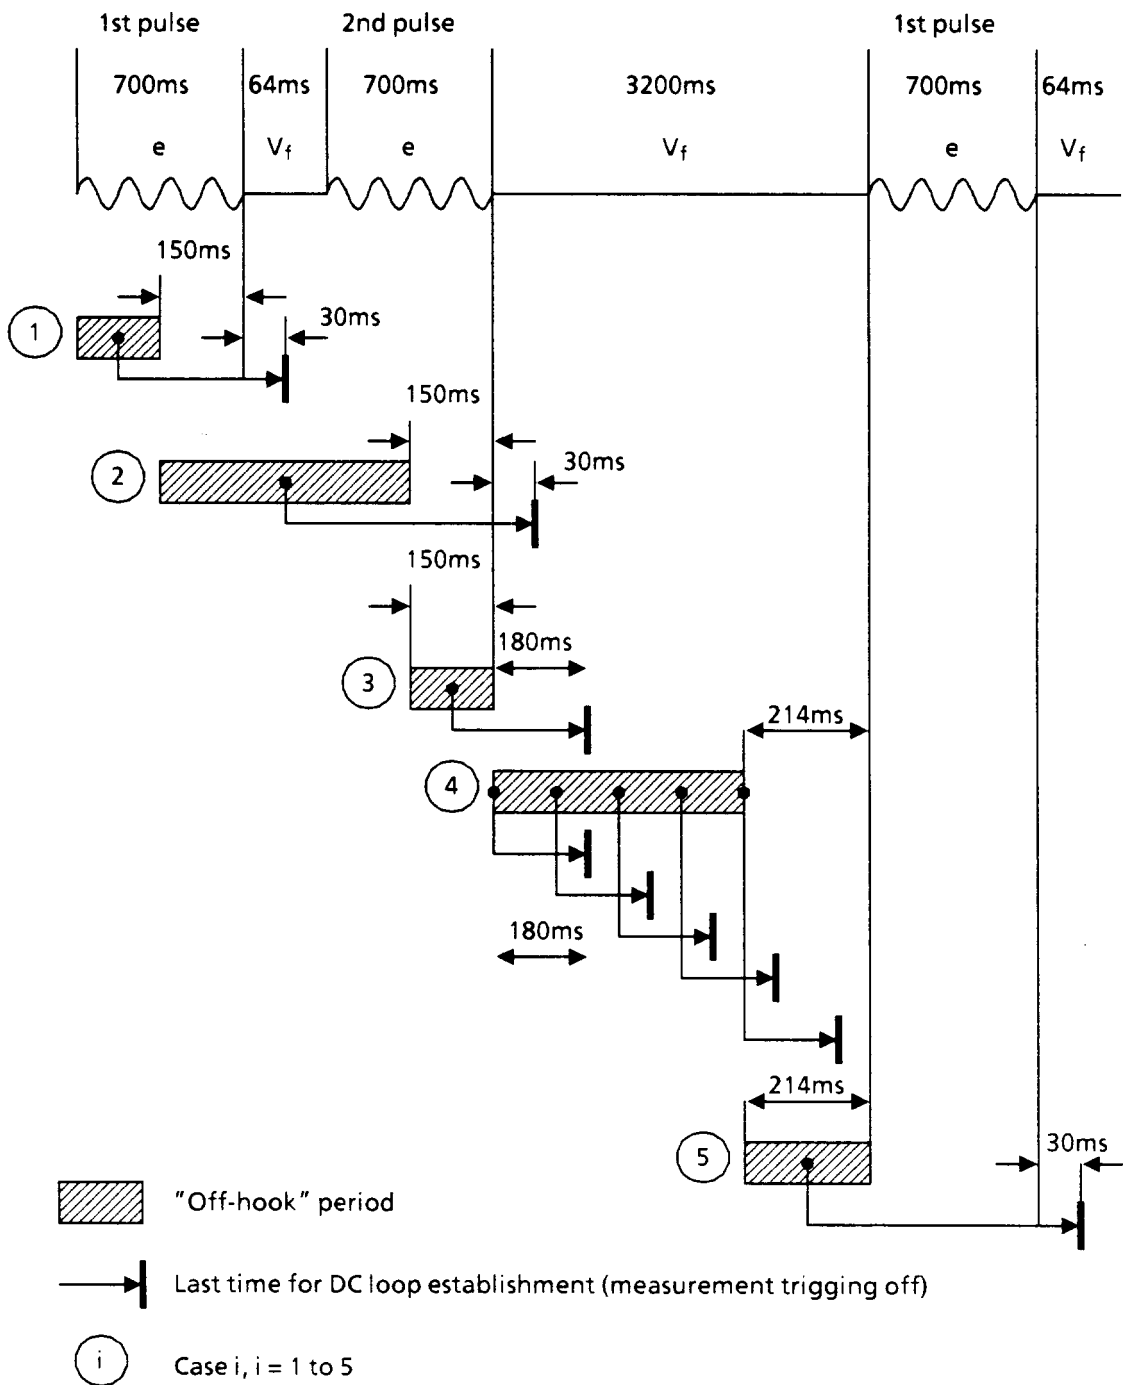 1st pulse 2nd pulse 1st pulse
700ms 64ms 700ms 3200ms 700ms 64ms
e Vf e Vf e Vf
150ms
1 30ms
150ms
2 30ms
150ms
180ms
3
214ms
4
180ms
214ms
5 30ms
"Off-hook" period
Last time for DC loop establishment (measurement trigging off)
i Case i, i = 1 to 5